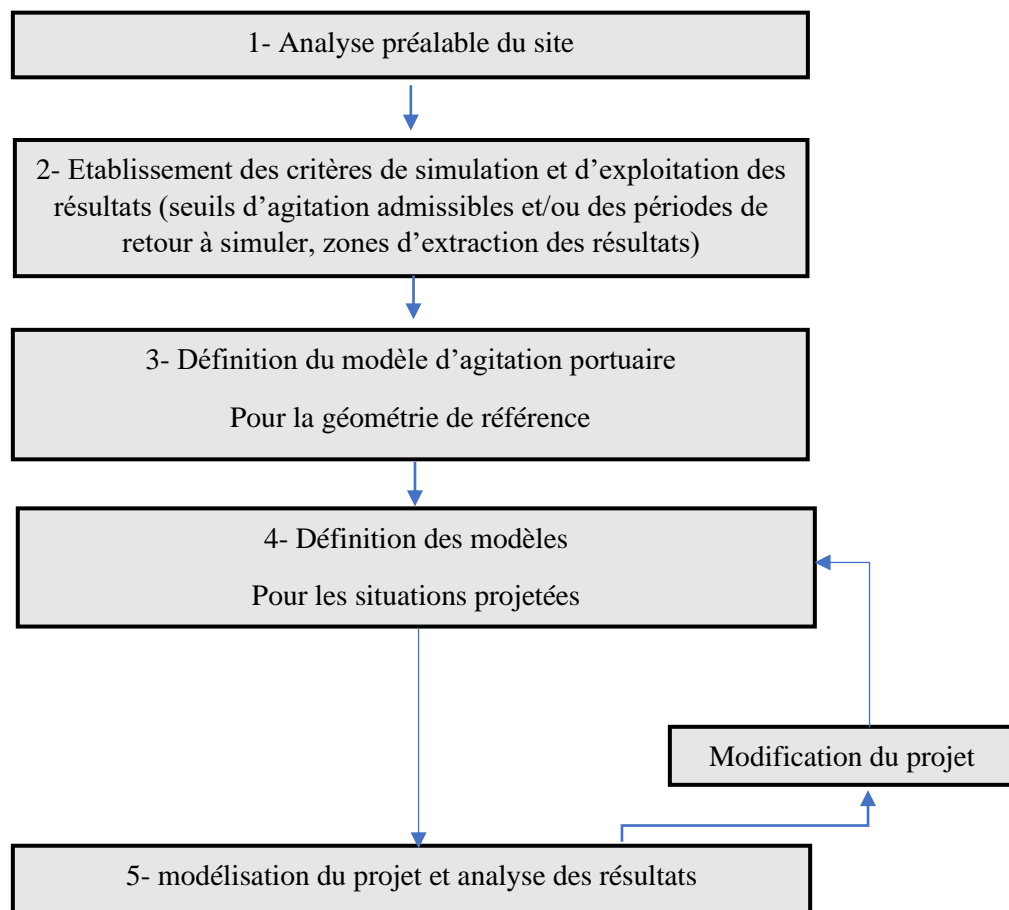 1- Analyse préalable du site
2- Etablissement des critères de simulation et d’exploitation des
résultats (seuils d’agitation admissibles et/ou des périodes de
retour à simuler, zones d’extraction des résultats)
3- Définition du modèle d’agitation portuaire
Pour la géométrie de référence
4- Définition des modèles
Pour les situations projetées
Modification du projet
5- modélisation du projet et analyse des résultats